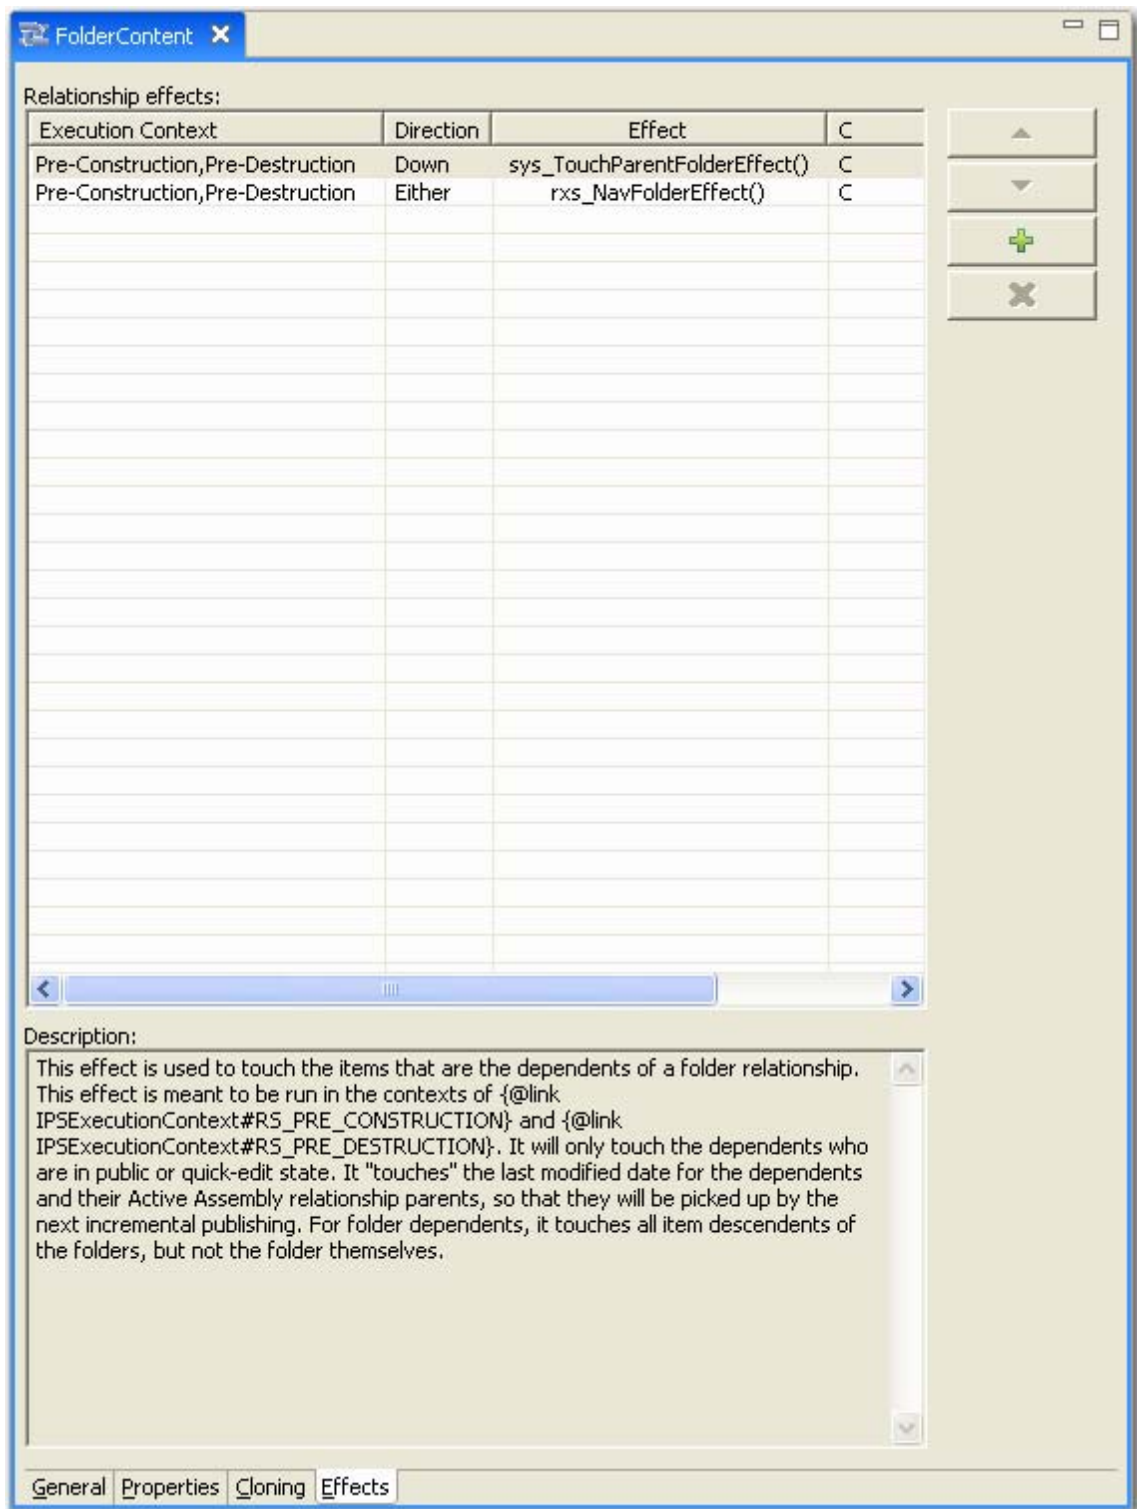 FolderContent
Relationship effects:
Execution Context Direction Effect C
Pre-Construction,Pre-Destruction Down sys_TouchParentFolderEffect() C
Pre-Construction,Pre-Destruction Either rxs_NavFolderEffect() C
Description:
This effect is used to touch the items that are the dependents of a folder relationship.
This effect is meant to be run in the contexts of {@link
IPSExecutionContext#RS_PRE_CONSTRUCTION} and {@link
IPSExecutionContext#RS_PRE_DESTRUCTION}. It will only touch the dependents who
are in public or quick-edit state. It "touches" the last modified date for the dependents
and their Active Assembly relationship parents, so that they will be picked up by the
next incremental publishing. For folder dependents, it touches all item descendents of
the folders, but not the folder themselves.
General Properties Cloning Effects